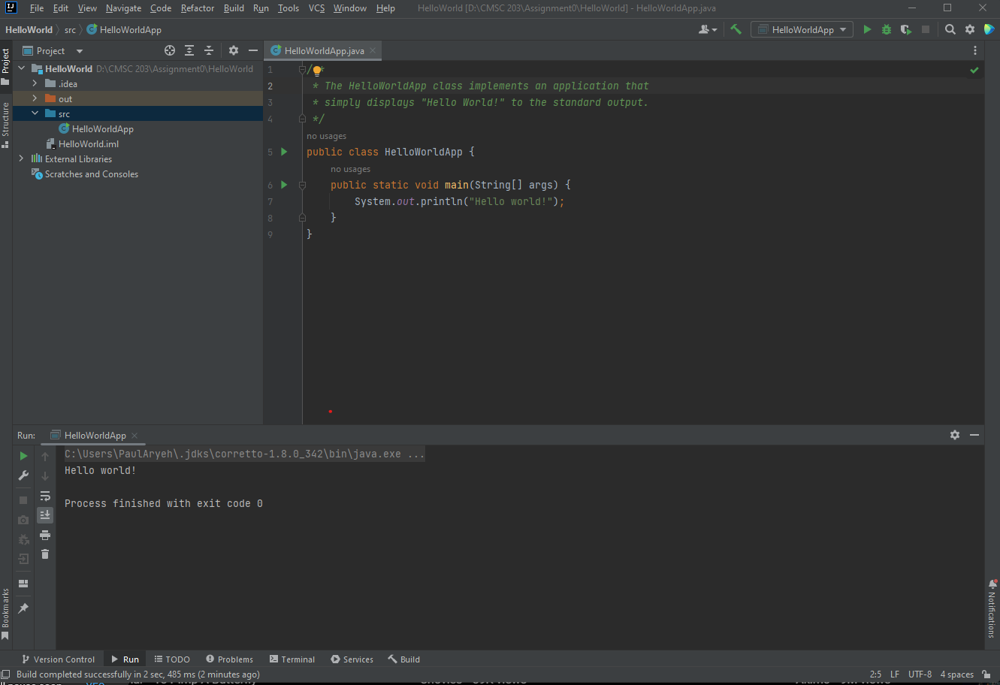 IJ File Edit View Navigate Code Refactor Build Run Tools VCS Window Help HelloWorld [D:\CMSC 203\Assignment0\HelloWorld] - HelloWorldApp.java
HelloWorld src HelloWorldApp HelloWorldApp
Project HelloWorldApp.java
Project
Structure
HelloWorld D:\CMSC 203\Assignment0\HelloWorld
.idea
out
src
HelloWorldApp
HelloWorld.iml
External Libraries
Scratches and Consoles
1 /**
2 * The HelloWorldApp class implements an application that
3 * simply displays "Hello World!" to the standard output.
4 */
no usages
5 public class HelloWorldApp {
no usages
6 public static void main(String[] args) {
7 System.out.println("Hello world!");
8 }
9 }
Run: HelloWorldApp
C:\Users\PaulAryeh\.jdks\corretto-1.8.0_342\bin\java.exe ...
Hello world!
Process finished with exit code 0
Bookmarks
Notifications
Version Control Run TODO Problems Terminal Services Build
Build completed successfully in 2 sec, 485 ms (2 minutes ago) 2:5 LF UTF-8 4 spaces